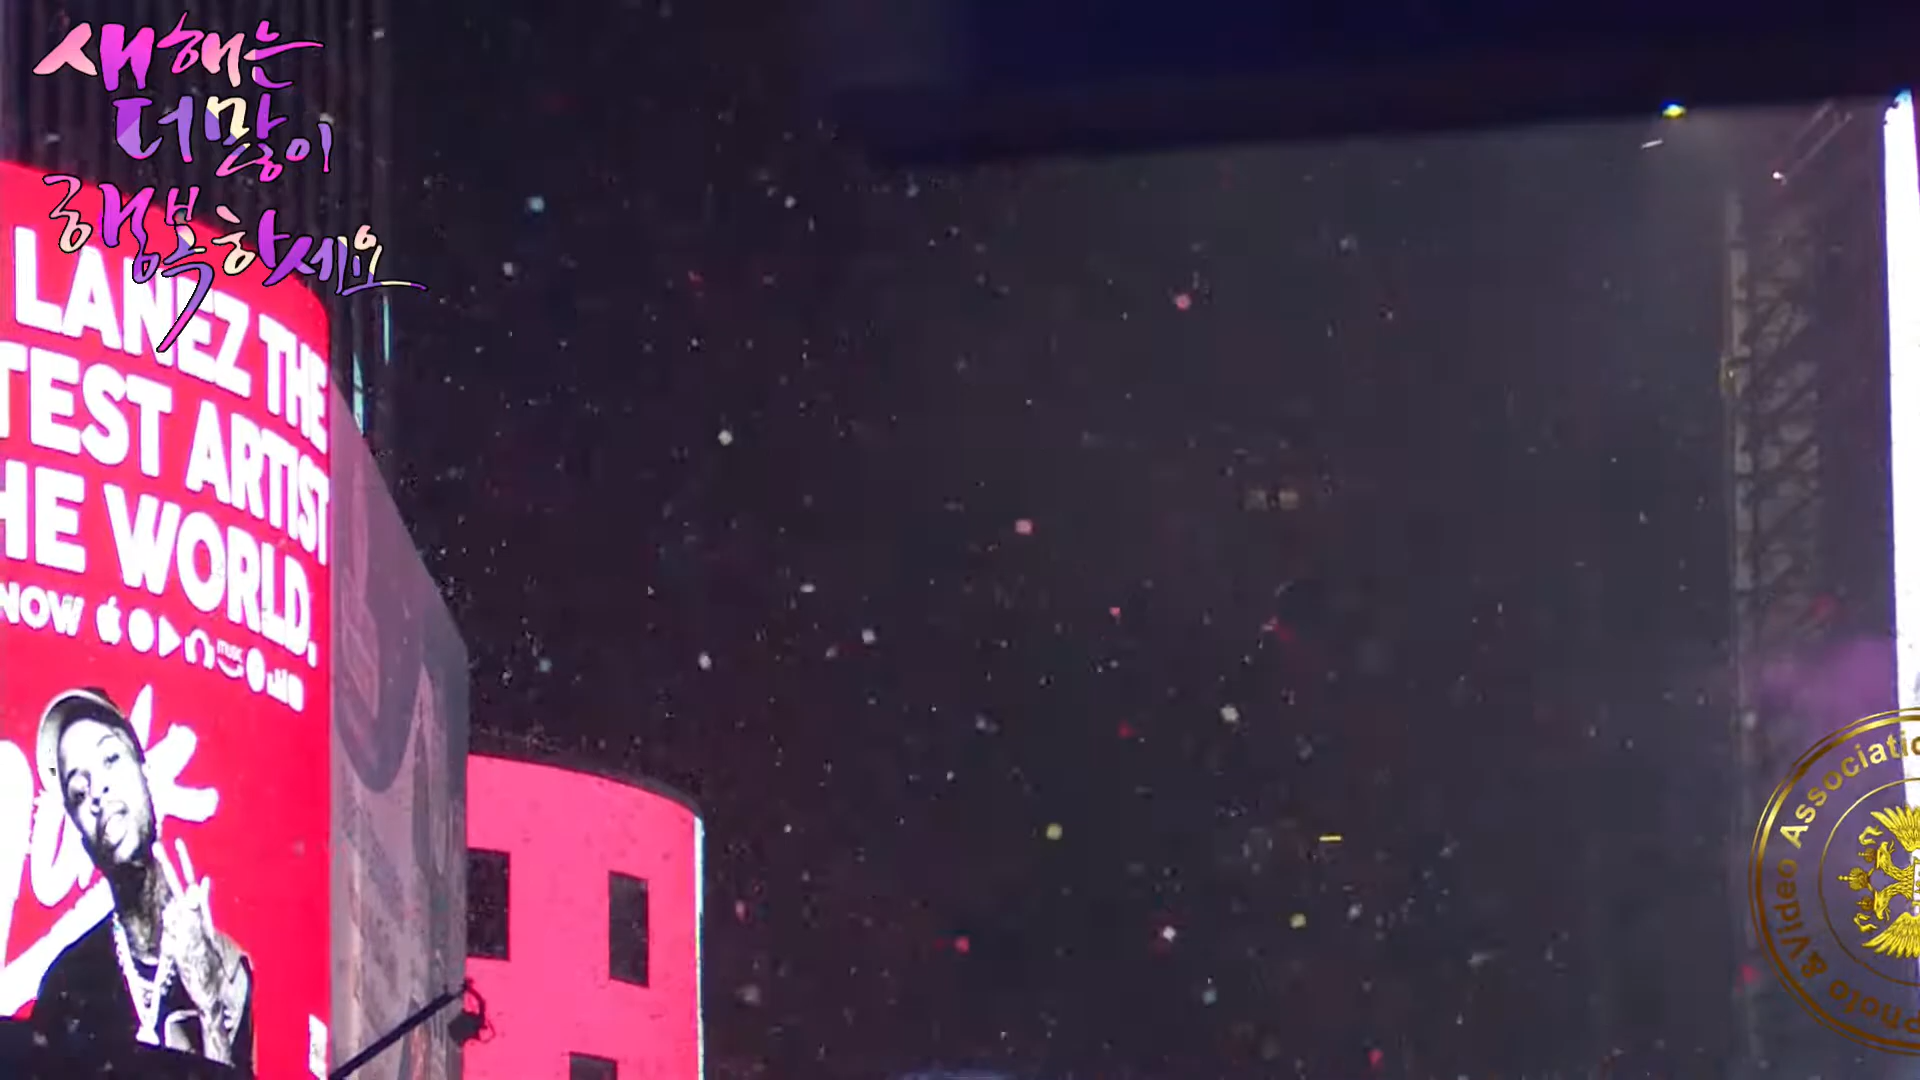 새해는
더 많이
행복하세요
LANEZ THE
TEST ARTIST
HE WORLD.
NOW
music
Photo & Video Association